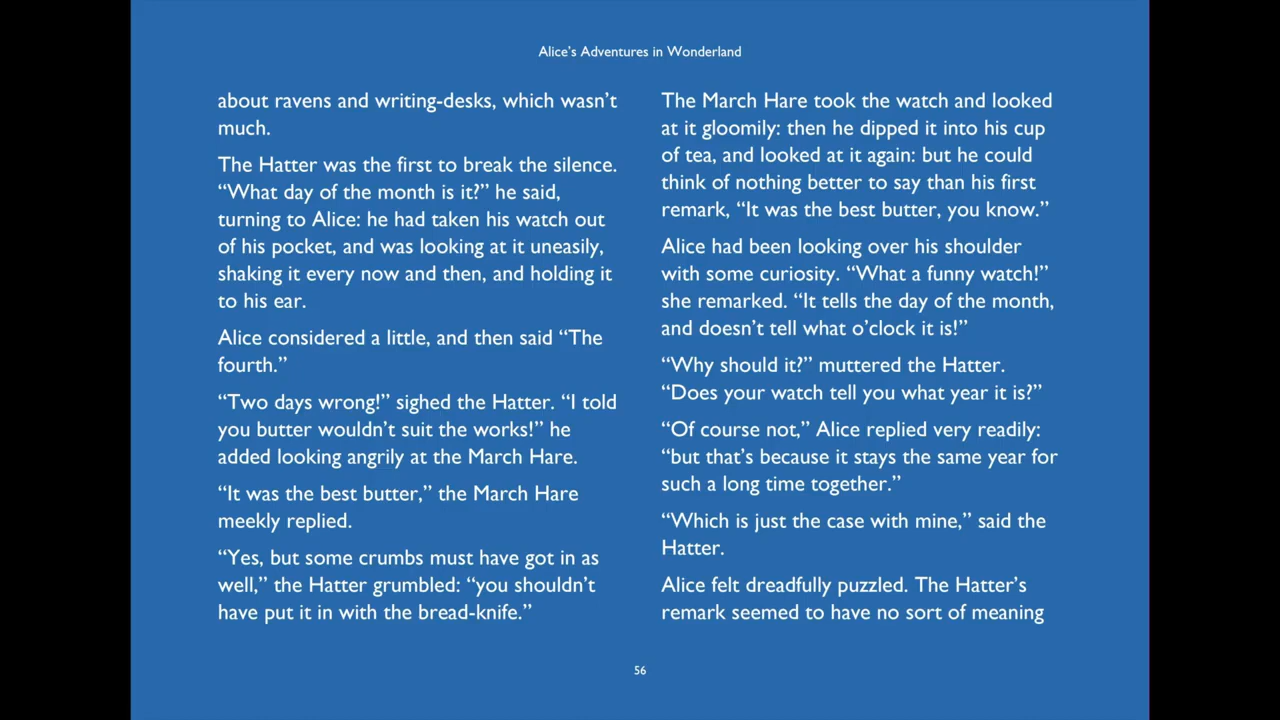 Alice’s Adventures in Wonderland
about ravens and writing-desks, which wasn’t
much.
The Hatter was the first to break the silence.
“What day of the month is it?” he said,
turning to Alice: he had taken his watch out
of his pocket, and was looking at it uneasily,
shaking it every now and then, and holding it
to his ear.
Alice considered a little, and then said “The
fourth.”
“Two days wrong!” sighed the Hatter. “I told
you butter wouldn’t suit the works!” he
added looking angrily at the March Hare.
“It was the best butter,” the March Hare
meekly replied.
“Yes, but some crumbs must have got in as
well,” the Hatter grumbled: “you shouldn’t
have put it in with the bread-knife.”
The March Hare took the watch and looked
at it gloomily: then he dipped it into his cup
of tea, and looked at it again: but he could
think of nothing better to say than his first
remark, “It was the best butter, you know.”
Alice had been looking over his shoulder
with some curiosity. “What a funny watch!”
she remarked. “It tells the day of the month,
and doesn’t tell what o’clock it is!”
“Why should it?” muttered the Hatter.
“Does your watch tell you what year it is?”
“Of course not,” Alice replied very readily:
“but that’s because it stays the same year for
such a long time together.”
“Which is just the case with mine,” said the
Hatter.
Alice felt dreadfully puzzled. The Hatter’s
remark seemed to have no sort of meaning
56